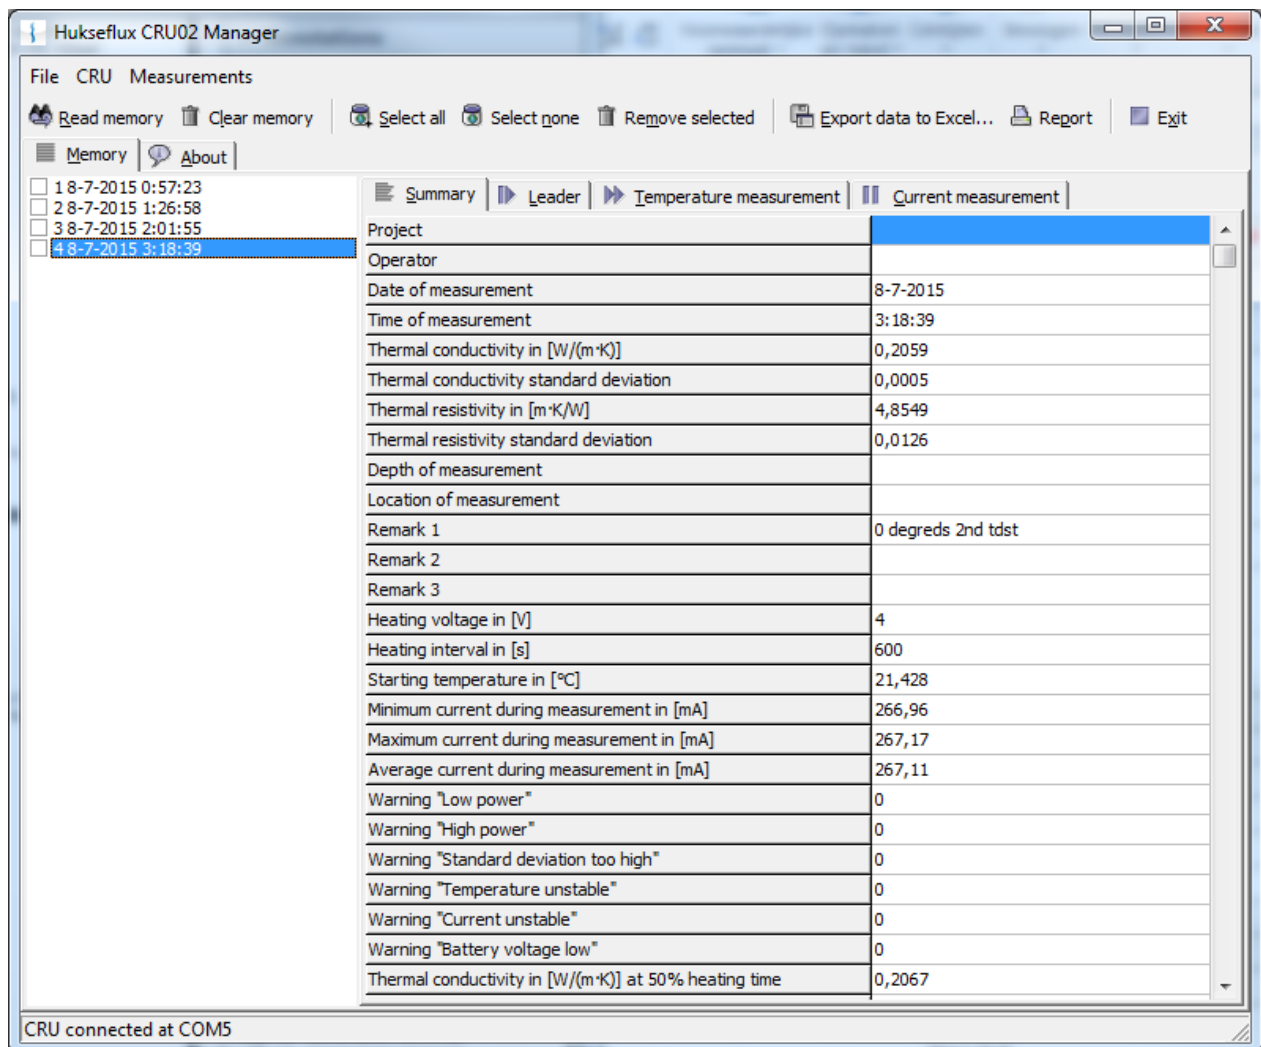 Hukseflux CRU02 Manager
File CRU Measurements
Read memory Clear memory Select all Select none Remove selected Export data to Excel... Report Exit
Memory About
1 8-7-2015 0:57:23
2 8-7-2015 1:26:58
3 8-7-2015 2:01:55
4 8-7-2015 3:18:39
Summary Leader Temperature measurement Current measurement
Project
Operator
Date of measurement 8-7-2015
Time of measurement 3:18:39
Thermal conductivity in [W/(m·K)] 0,2059
Thermal conductivity standard deviation 0,0005
Thermal resistivity in [m·K/W] 4,8549
Thermal resistivity standard deviation 0,0126
Depth of measurement
Location of measurement
Remark 1 0 degreds 2nd tdst
Remark 2
Remark 3
Heating voltage in [V] 4
Heating interval in [s] 600
Starting temperature in [°C] 21,428
Minimum current during measurement in [mA] 266,96
Maximum current during measurement in [mA] 267,17
Average current during measurement in [mA] 267,11
Warning "Low power" 0
Warning "High power" 0
Warning "Standard deviation too high" 0
Warning "Temperature unstable" 0
Warning "Current unstable" 0
Warning "Battery voltage low" 0
Thermal conductivity in [W/(m·K)] at 50% heating time 0,2067
CRU connected at COM5